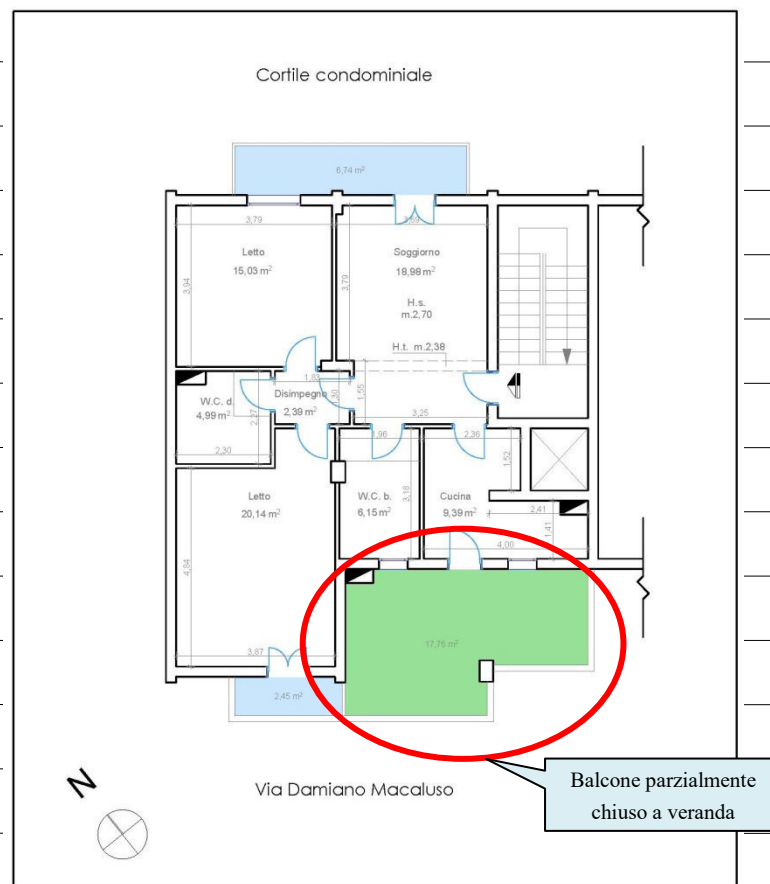 Cortile condominiale
6,74 m²
3,79
3,69
Letto
15,03 m²
Soggiorno
18,98 m²
3,94
3,79
H.s.
m.2,70
H.t. m.2,38
1,83
1,55
1,30
Disimpegno
2,39 m²
W.C. d.
4,99 m²
2,27
3,25
2,30
1,96
2,36
1,52
Letto
20,14 m²
W.C. b.
6,15 m²
3,18
Cucina
9,39 m²
2,41
1,41
4,00
4,84
17,76 m²
3,87
2,45 m²
N
Via Damiano Macaluso
Balcone parzialmente
chiuso a veranda